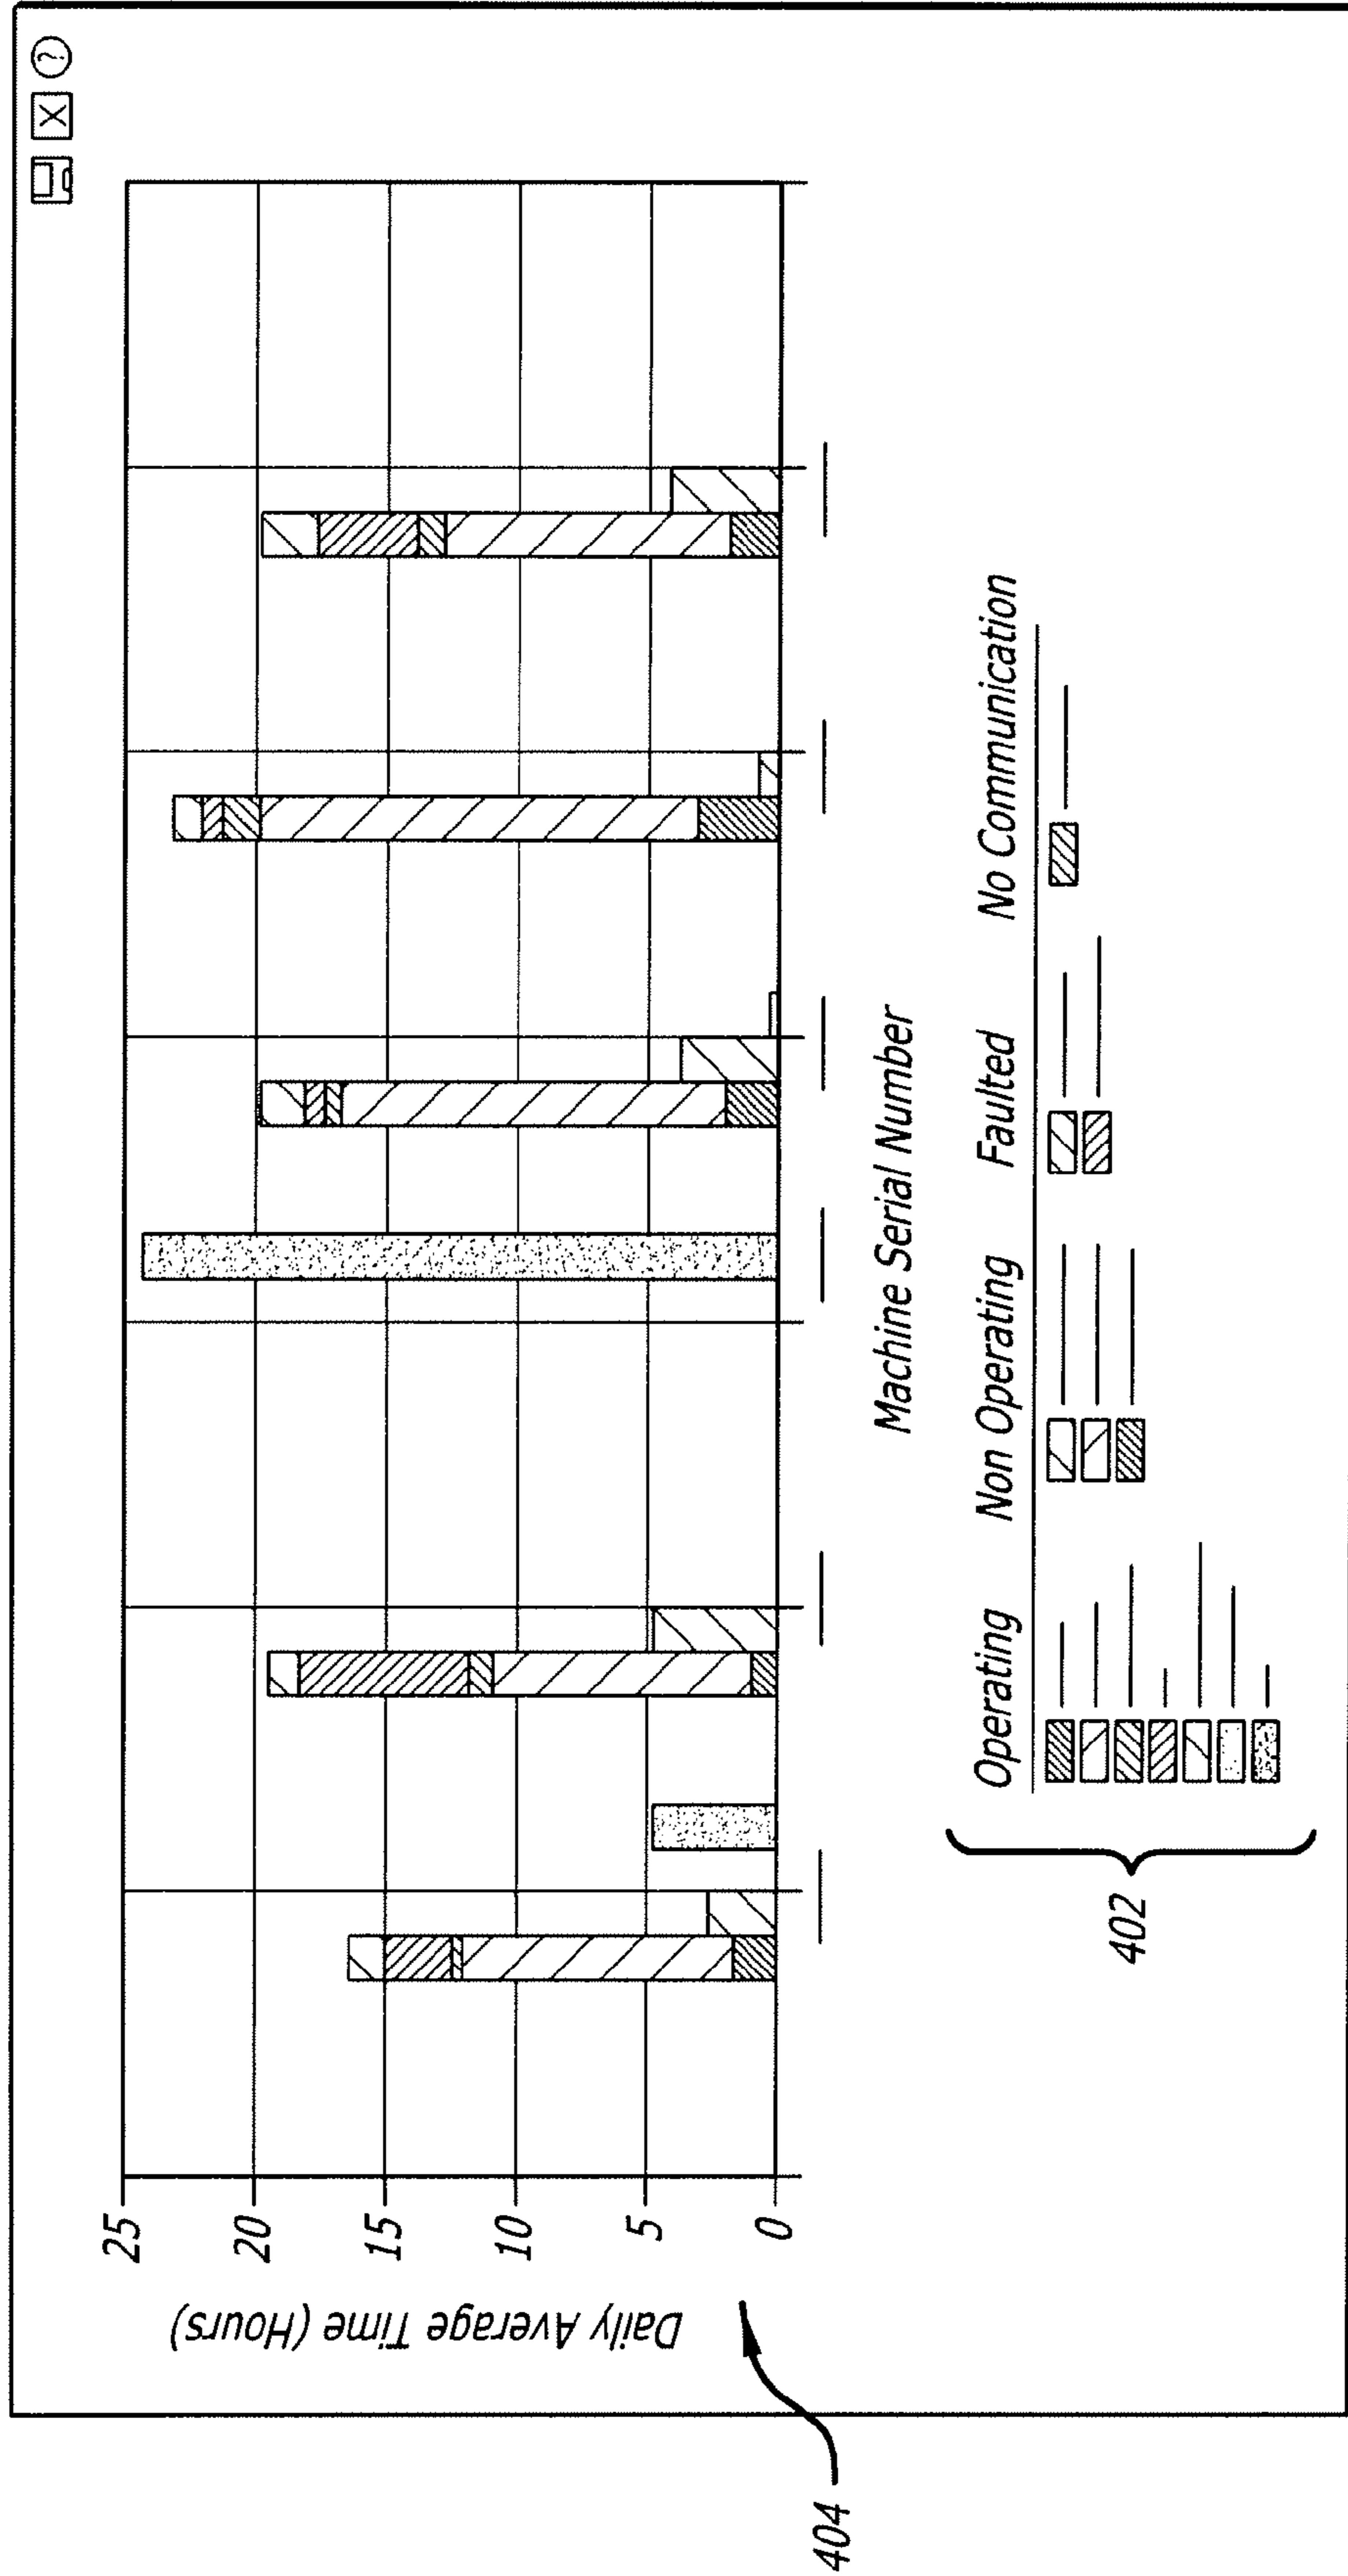 X ?
25
20
15
10
5
0
Daily Average Time (Hours)
404
Machine Serial Number
Operating Non Operating Faulted No Communication
402